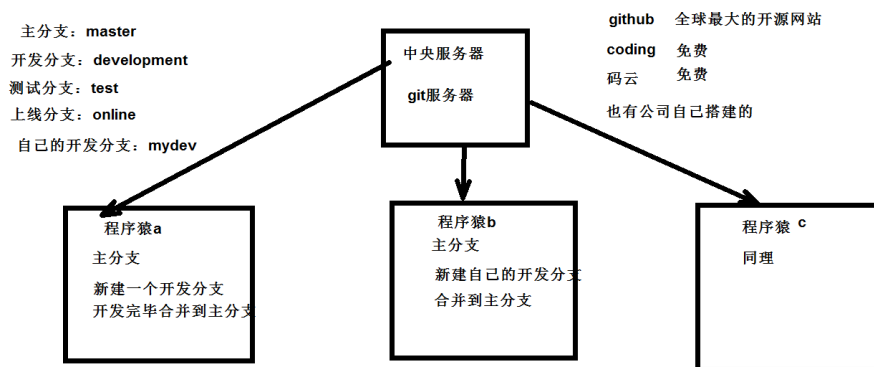 主分支：master
开发分支：development
测试分支：test
上线分支：online
自己的开发分支：mydev
中央服务器
git服务器
github 全球最大的开源网站
coding 免费
码云 免费
也有公司自己搭建的
程序猿a
主分支
新建一个开发分支
开发完毕合并到主分支
程序猿b
主分支
新建自己的开发分支
合并到主分支
程序猿 c
同理